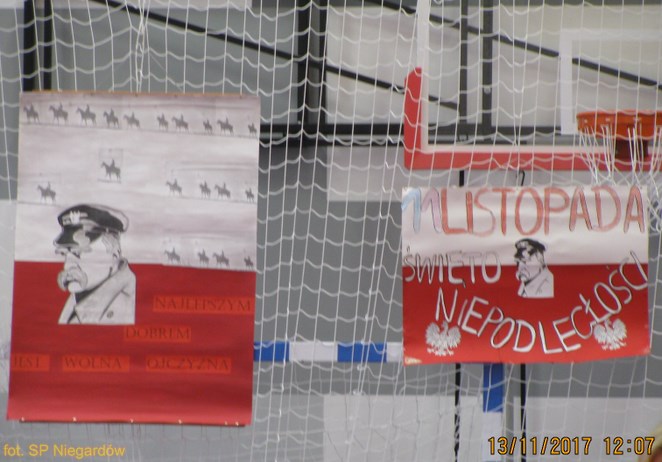 NAJLEPSZYM
DOBREM
JEST WOLNA OJCZYZNA
11 LISTOPADA
ŚWIĘTO
NIEPODLEGŁOŚCI
fot. SP Niegardów
13/11/2017 12:07